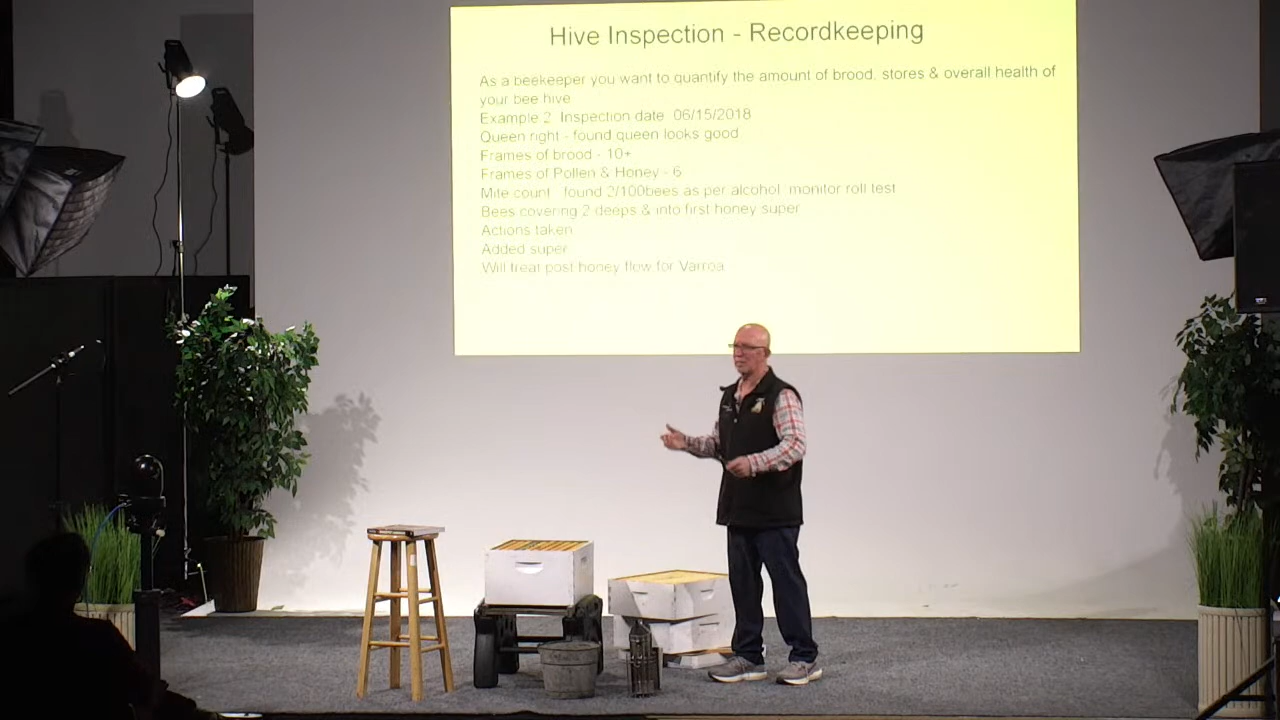 Hive Inspection - Recordkeeping
As a beekeeper you want to quantify the amount of brood, stores & overall health of
your bee hive
Example 2 Inspection date 06/15/2018
Queen right - found queen looks good
Frames of brood - 10+
Frames of Pollen & Honey - 6
Mite count found 2/100bees as per alcohol monitor roll test
Bees covering 2 deeps & into first honey super
Actions taken
Added super
Will treat post honey flow for Varroa